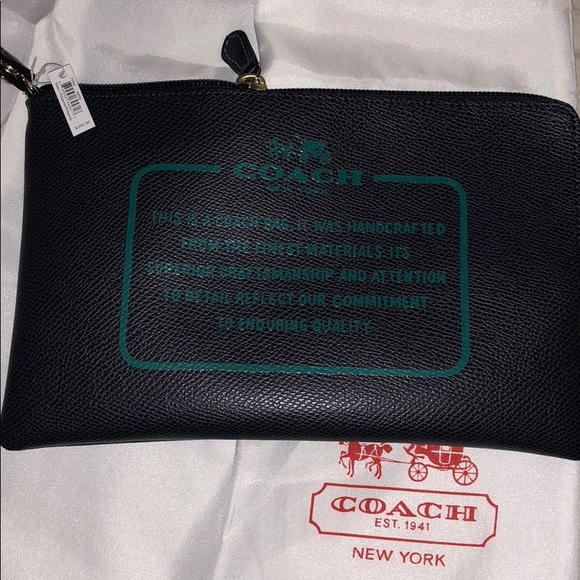 COACH
NEW YORK
THIS IS A COACH BAG. IT WAS HANDCRAFTED
FROM THE FINEST MATERIALS. ITS
SUPERIOR CRAFTSMANSHIP AND ATTENTION
TO DETAIL REFLECT OUR COMMITMENT
TO ENDURING QUALITY.
COACH
EST. 1941
NEW YORK